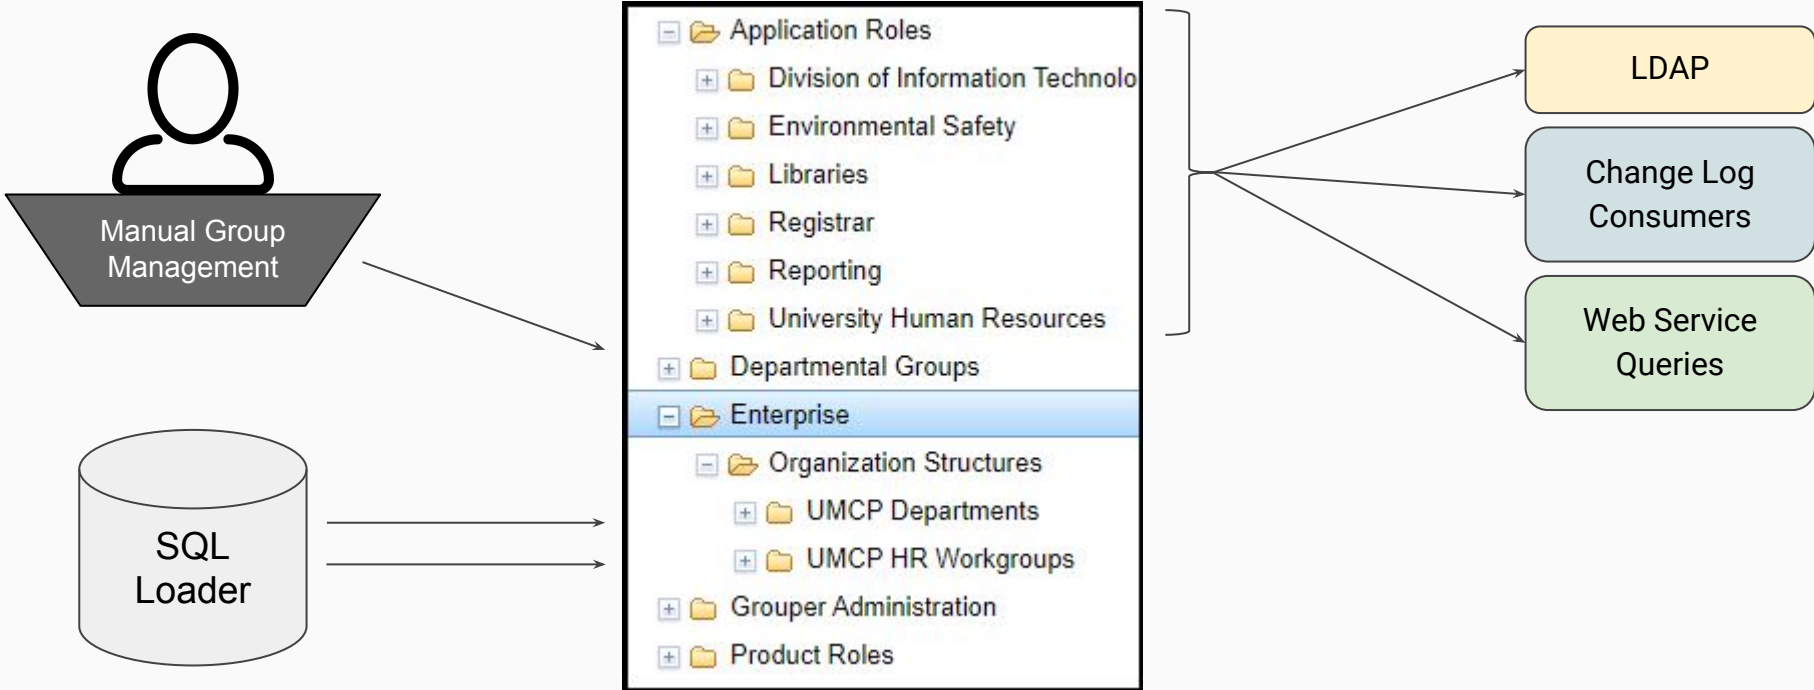 Manual Group
Management
SQL
Loader
Application Roles
Division of Information Technolo
Environmental Safety
Libraries
Registrar
Reporting
University Human Resources
Departmental Groups
Enterprise
Organization Structures
UMCP Departments
UMCP HR Workgroups
Grouper Administration
Product Roles
LDAP
Change Log
Consumers
Web Service
Queries